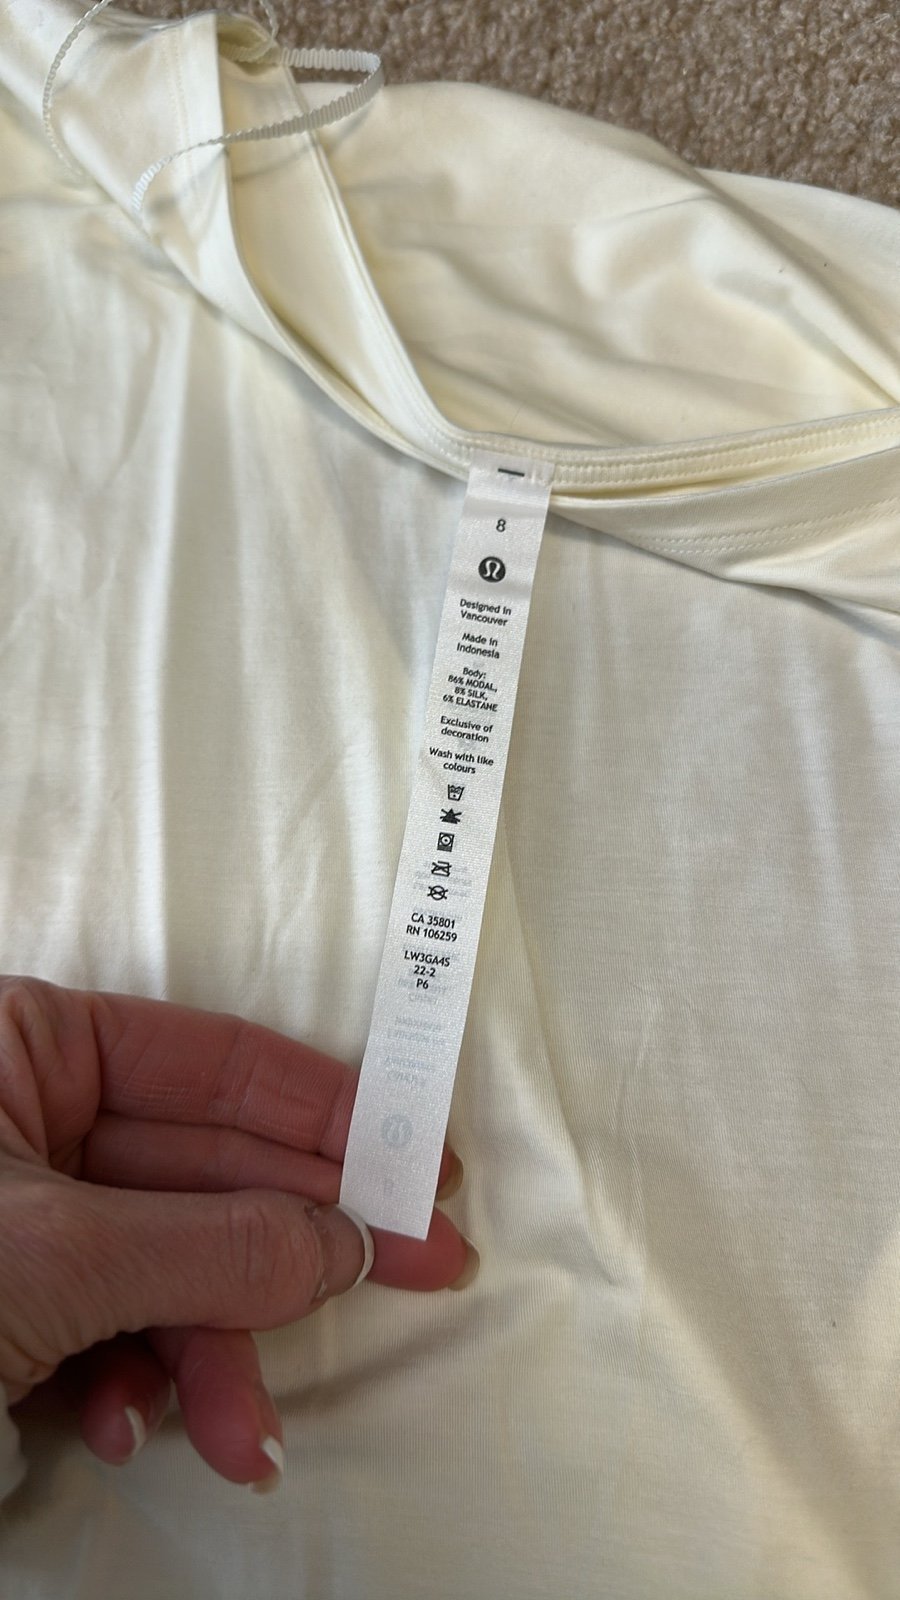 8
Designed in
Vancouver
Made in
Indonesia
Body:
86% MODAL,
8% SILK,
6% ELASTANE
Exclusive of
decoration
Wash with like
colours
CA 35801
RN 106259
LW3GA4S
22-2
P6